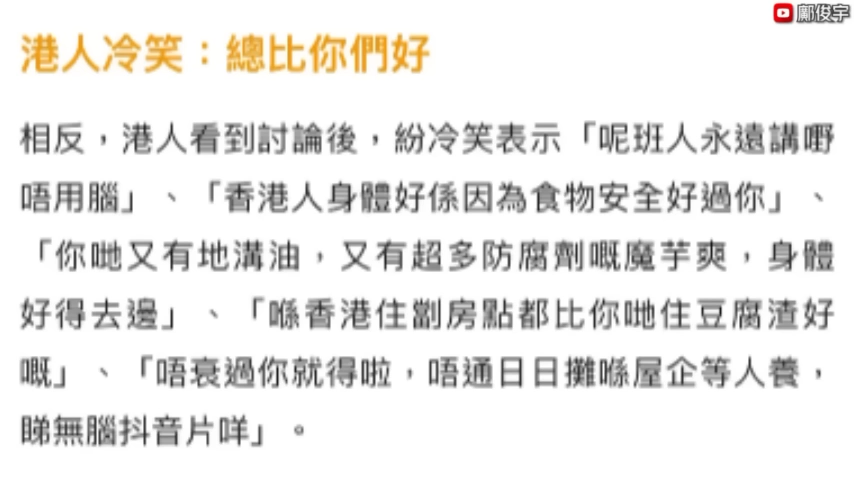 鄺俊宇
港人冷笑：總比你們好
相反，港人看到討論後，紛冷笑表示「呢班人永遠講嘢
唔用腦」、「香港人身體好係因為食物安全好過你」、
「你哋又有地溝油，又有超多防腐劑嘅魔芋爽，身體
好得去邊」、「喺香港住劏房點都比你哋住豆腐渣好
嘅」、「唔衰過你就得啦，唔通日日攤喺屋企等人養，
睇無腦抖音片咩」。